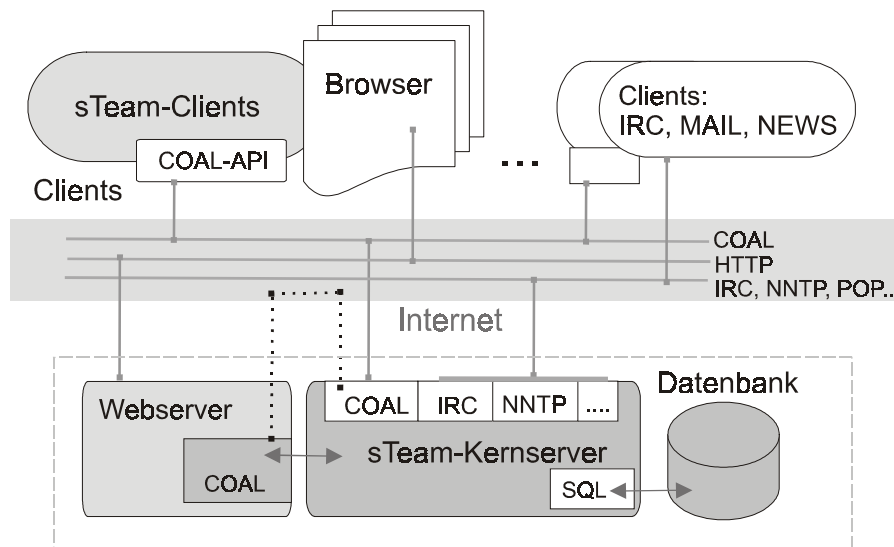 sTeam-Clients
COAL-API
Clients
Browser
...
Clients:
IRC, MAIL, NEWS
COAL
HTTP
IRC, NNTP, POP..
Internet
Webserver
COAL
COAL
IRC
NNTP
....
sTeam-Kernserver
SQL
Datenbank